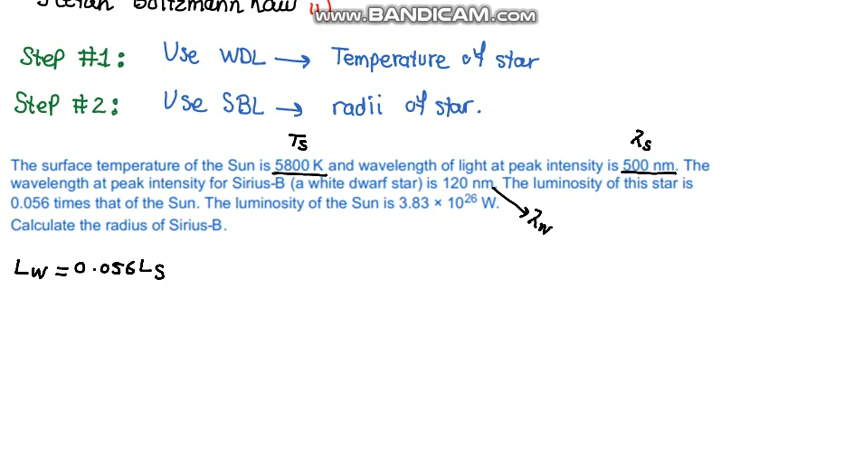 Stefan Boltzmann Law (1)
www.BANDICAM.com
Step #1: Use WDL → Temperature of star
Step #2: Use SBL → radii of star.
Ts λs
The surface temperature of the Sun is 5800 K and wavelength of light at peak intensity is 500 nm. The
wavelength at peak intensity for Sirius-B (a white dwarf star) is 120 nm. The luminosity of this star is
0.056 times that of the Sun. The luminosity of the Sun is 3.83 × 10²⁶ W.
λw
Calculate the radius of Sirius-B.
Lw = 0.056Ls